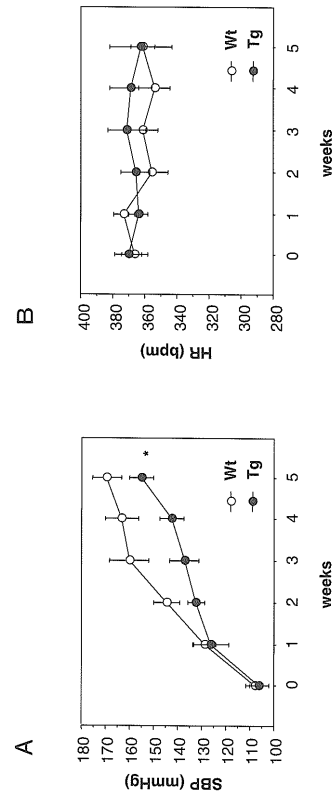 A
SBP (mmHg)
180
170
160
150
140
130
120
110
100
0 1 2 3 4 5
weeks
Wt
Tg
*
B
HR (bpm)
400
380
360
340
320
300
280
0 1 2 3 4 5
weeks
Wt
Tg